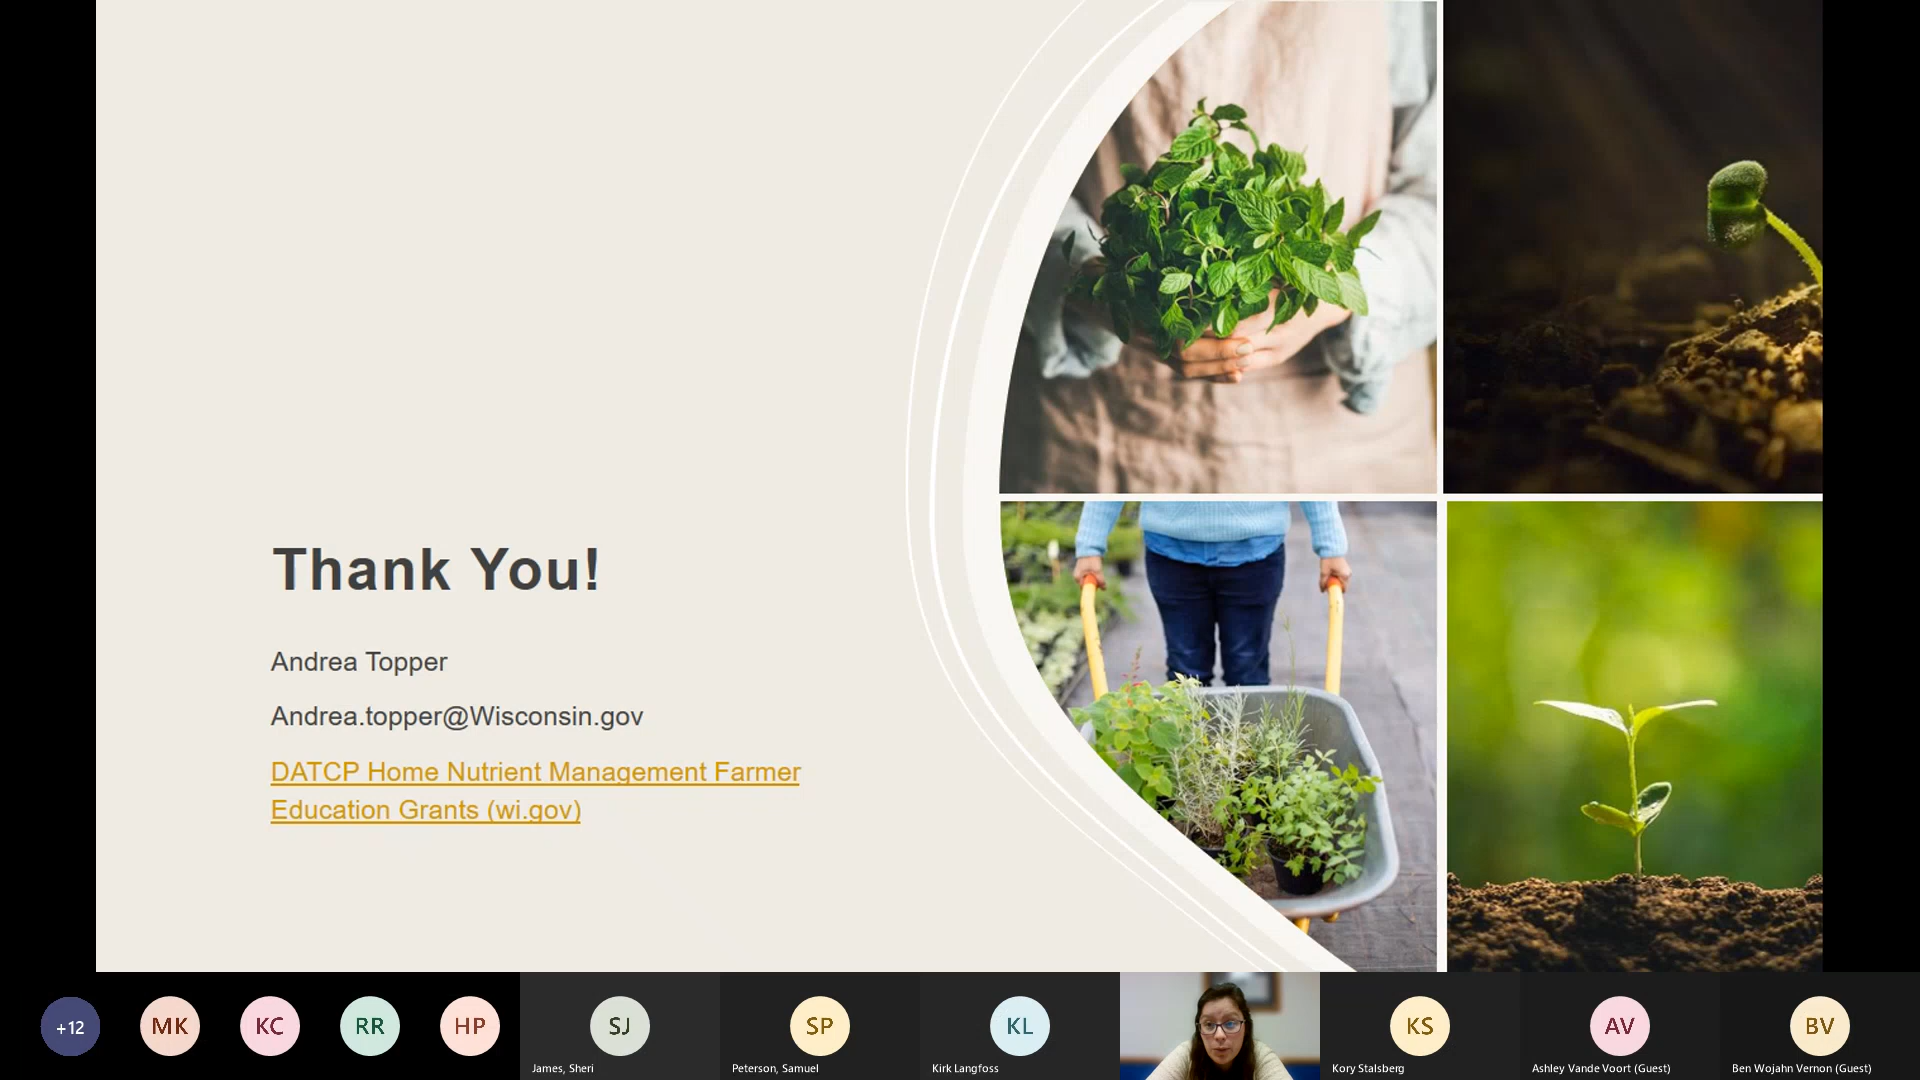 Thank You!
Andrea Topper
Andrea.topper@Wisconsin.gov
DATCP Home Nutrient Management Farmer
Education Grants (wi.gov)
+12
MK
KC
RR
HP
SJ
James, Sheri
SP
Peterson, Samuel
KL
Kirk Langfoss
KS
Kory Stalsberg
AV
Ashley Vande Voort (Guest)
BV
Ben Wojahn Vernon (Guest)